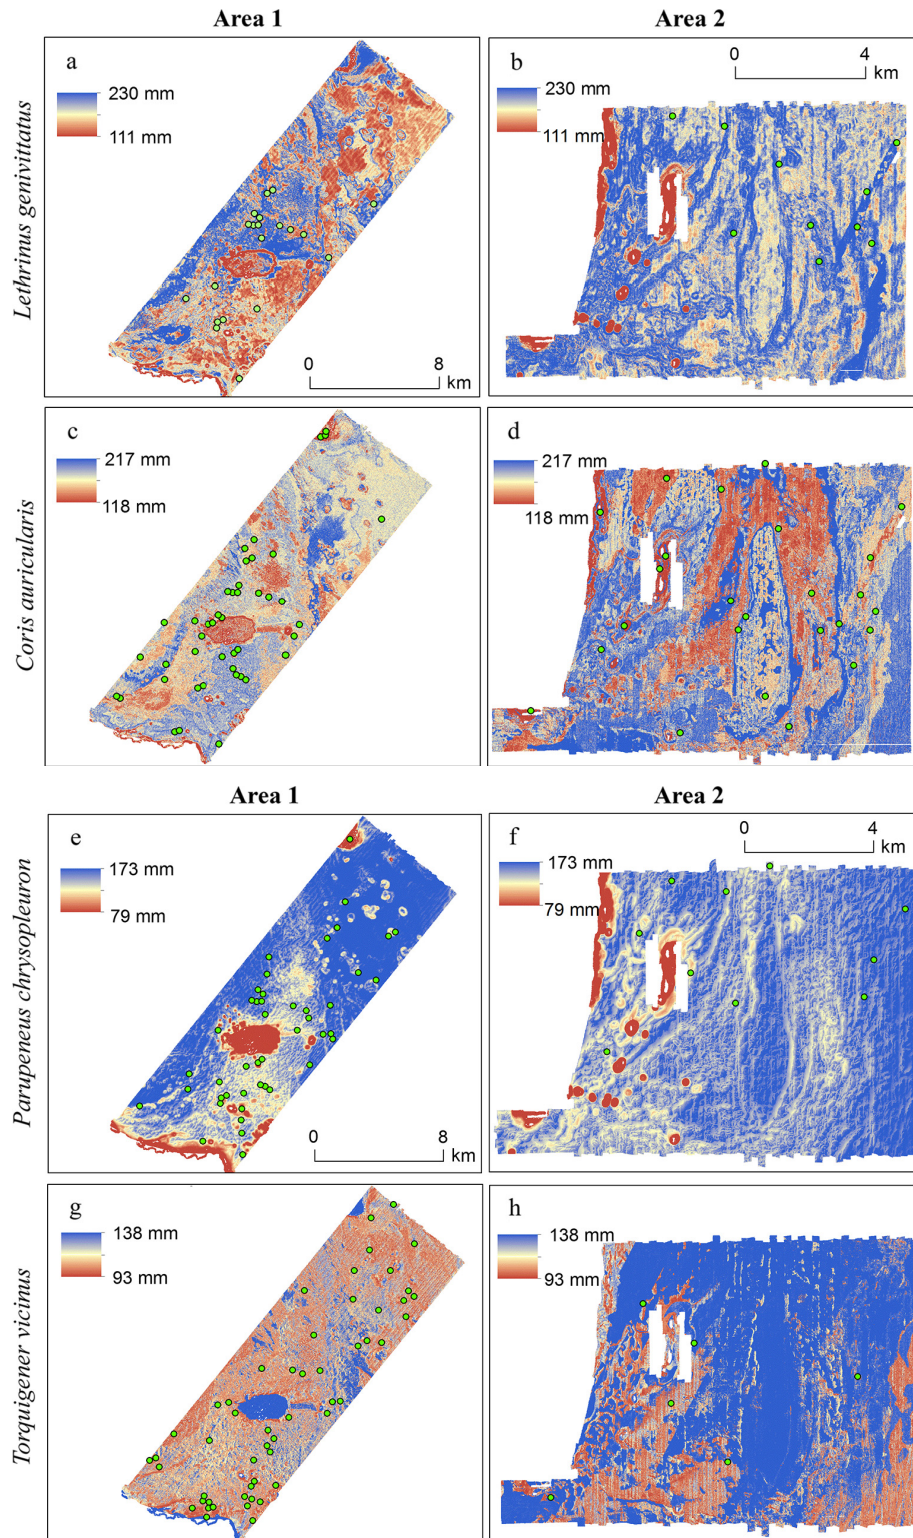 Area 1
Area 2
Lethrinus genivittatus
a
230 mm
111 mm
0
8
km
b
230 mm
111 mm
0
5
km
Coris auricularis
c
217 mm
118 mm
d
217 mm
118 mm
Area 1
Area 2
Parupeneus chrysopleuron
e
173 mm
79 mm
0
8
km
f
173 mm
79 mm
0
4
km
Torquigener vicinus
g
138 mm
93 mm
h
138 mm
93 mm